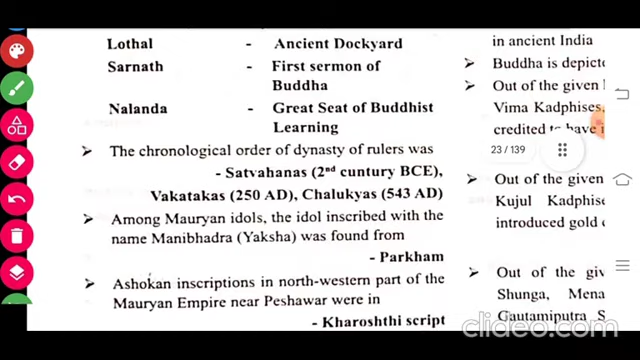 Lothal - Ancient Dockyard
Sarnath - First sermon of
Buddha
Nalanda - Great Seat of Buddhist
Learning
➤ The chronological order of dynasty of rulers was
- Satvahanas (2nd cuntury BCE),
Vakatakas (250 AD), Chalukyas (543 AD)
➤ Among Mauryan idols, the idol inscribed with the
name Manibhadra (Yaksha) was found from
- Parkham
➤ Ashokan inscriptions in north-western part of the
Mauryan Empire near Peshawar were in
- Kharoshthi script
in ancient India
➤ Buddha is depicte
➤ Out of the given
Vima Kadphises,
credited to have i
23 / 139
➤ Out of the given
Kujul Kadphise
introduced gold c
➤ Out of the giv
Shunga, Mena
Gautamiputra S
clideo.com